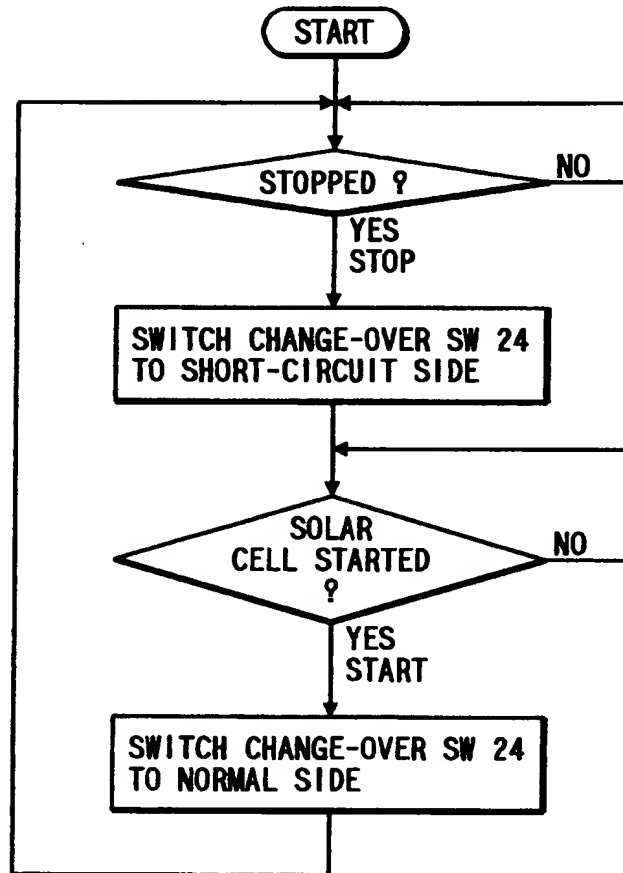 START
STOPPED ?
NO
YES
STOP
SWITCH CHANGE-OVER SW 24
TO SHORT-CIRCUIT SIDE
SOLAR
CELL STARTED
?
NO
YES
START
SWITCH CHANGE-OVER SW 24
TO NORMAL SIDE